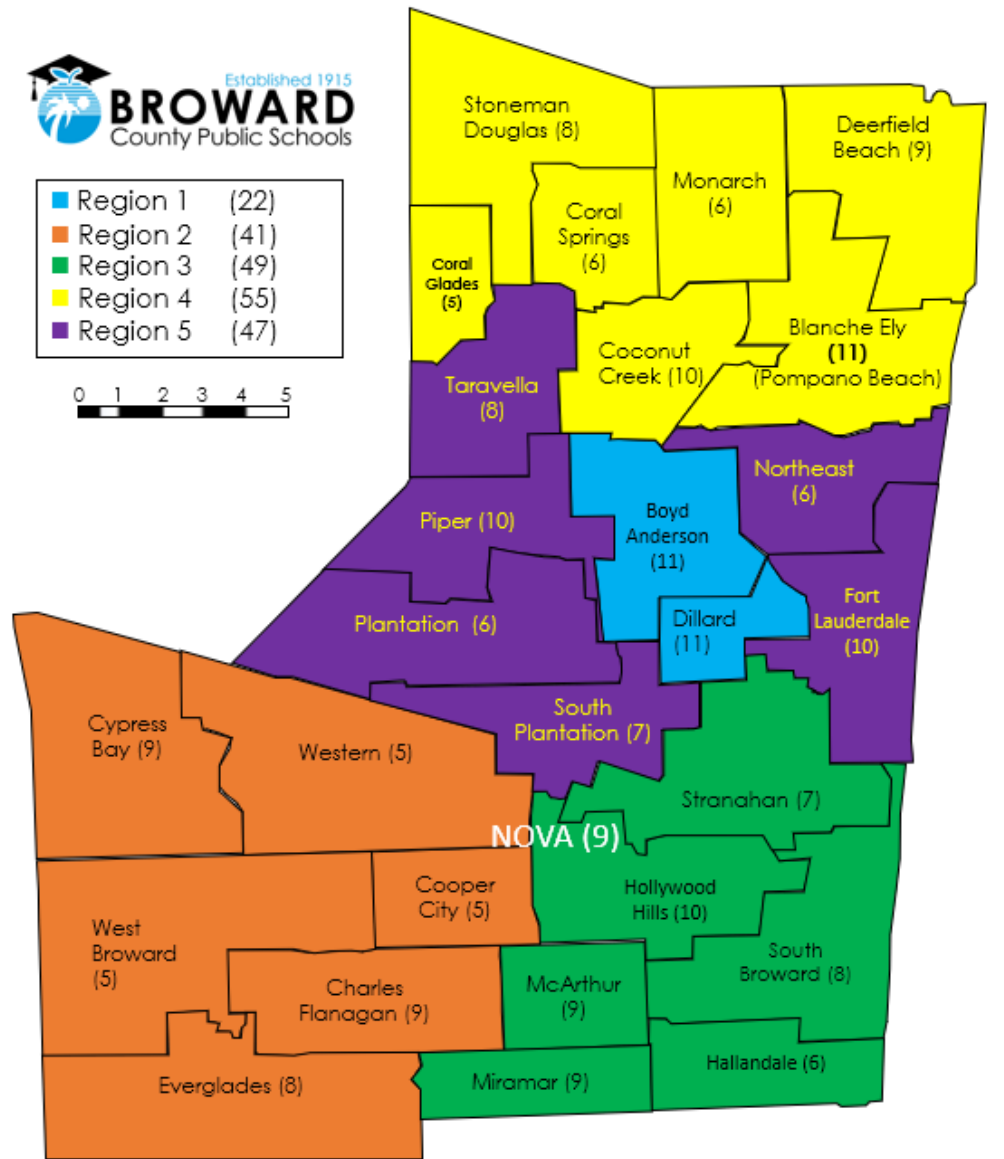 Established 1915
BROWARD
County Public Schools
Region 1 (22)
Region 2 (41)
Region 3 (49)
Region 4 (55)
Region 5 (47)
0 1 2 3 4 5
Stoneman
Douglas (8)
Deerfield
Beach (9)
Monarch
(6)
Coral
Springs
(6)
Coral
Glades
(5)
Blanche Ely
(11)
(Pompano Beach)
Coconut
Creek (10)
Taravella
(8)
Northeast
(6)
Piper (10)
Boyd
Anderson
(11)
Fort
Lauderdale
(10)
Plantation (6)
Dillard
(11)
South
Plantation (7)
Cypress
Bay (9)
Western (5)
Stranahan (7)
NOVA (9)
Cooper
City (5)
Hollywood
Hills (10)
West
Broward
(5)
South
Broward (8)
Charles
Flanagan (9)
McArthur
(9)
Hallandale (6)
Everglades (8)
Miramar (9)